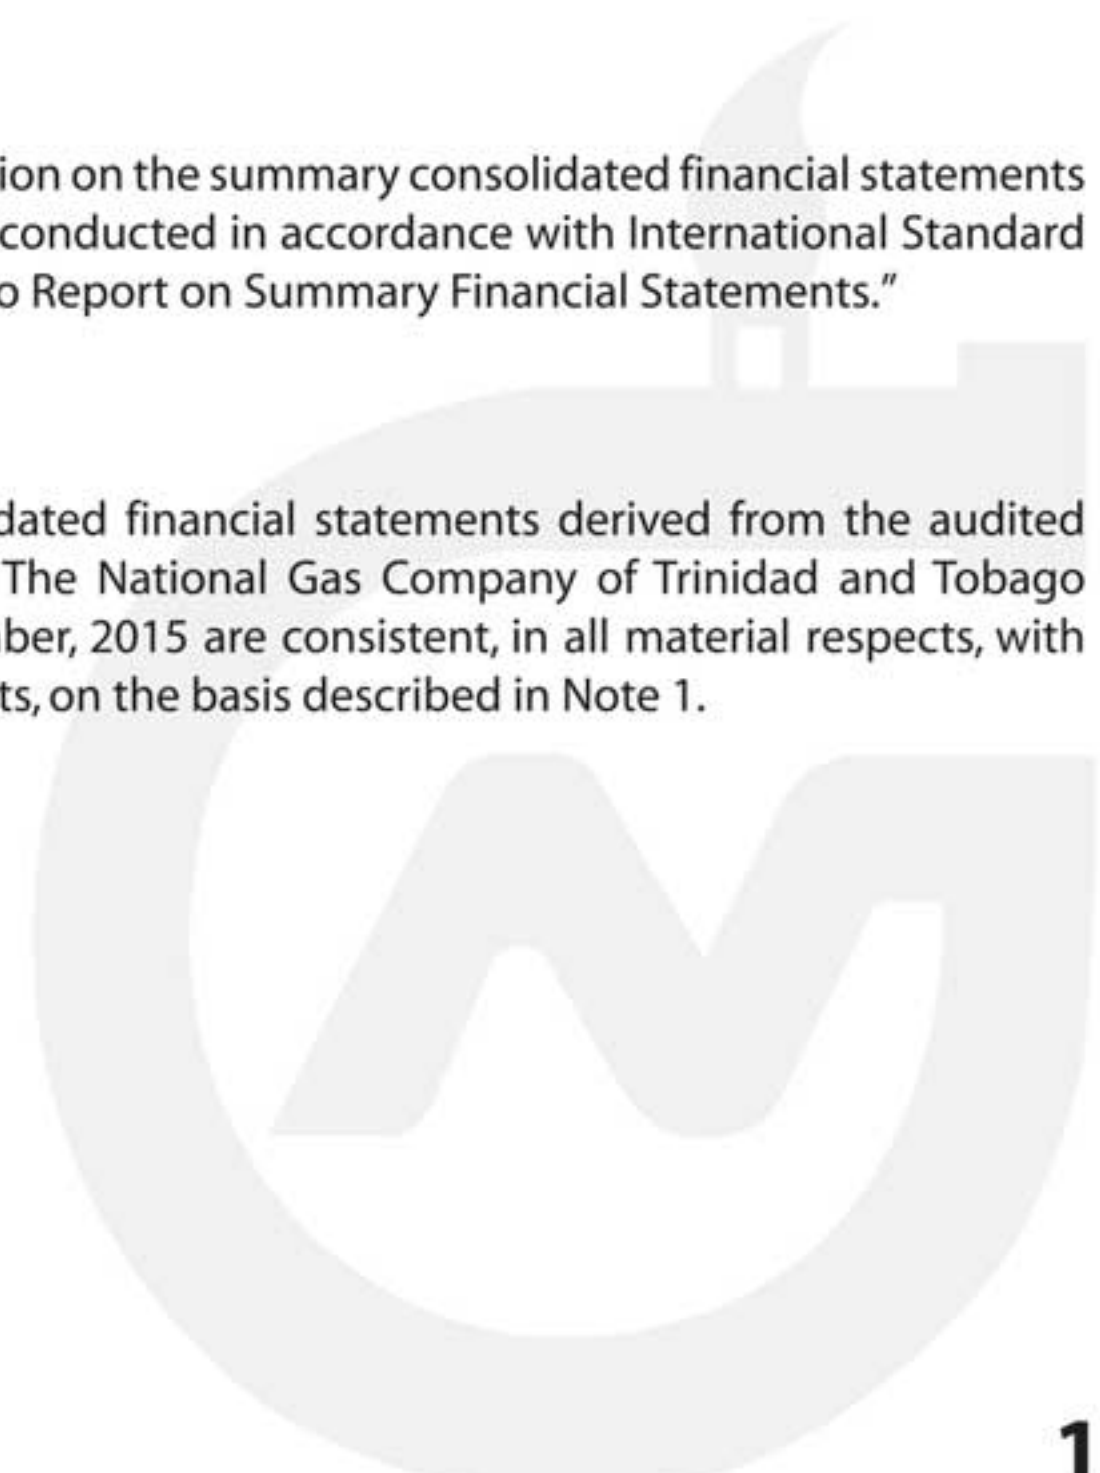 ion on the summary consolidated financial statements
conducted in accordance with International Standard
o Report on Summary Financial Statements.”
dated financial statements derived from the audited
The National Gas Company of Trinidad and Tobago
ber, 2015 are consistent, in all material respects, with
ts, on the basis described in Note 1.
1